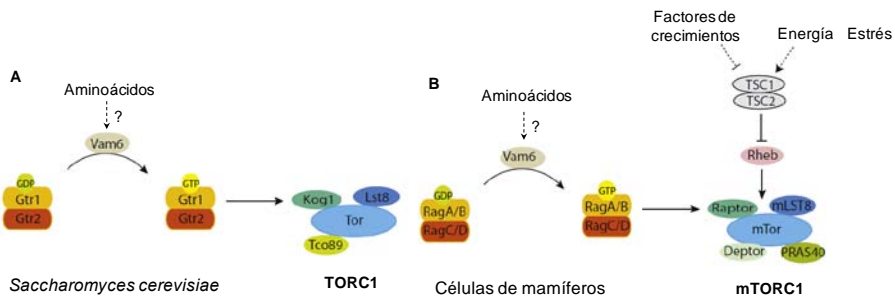 A
Aminoácidos
?
Vam6
GDP
Gtr1
Gtr2
GTP
Gtr1
Gtr2
Kog1
Lst8
Tor
Tco89
Saccharomyces cerevisiae
TORC1
B
Aminoácidos
?
Vam6
GDP
RagA/B
RagC/D
GTP
RagA/B
RagC/D
Células de mamíferos
Factores de
crecimientos
Energía Estrés
TSC1
TSC2
Rheb
Raptor
mLST8
mTor
Deptor
PRAS40
mTORC1